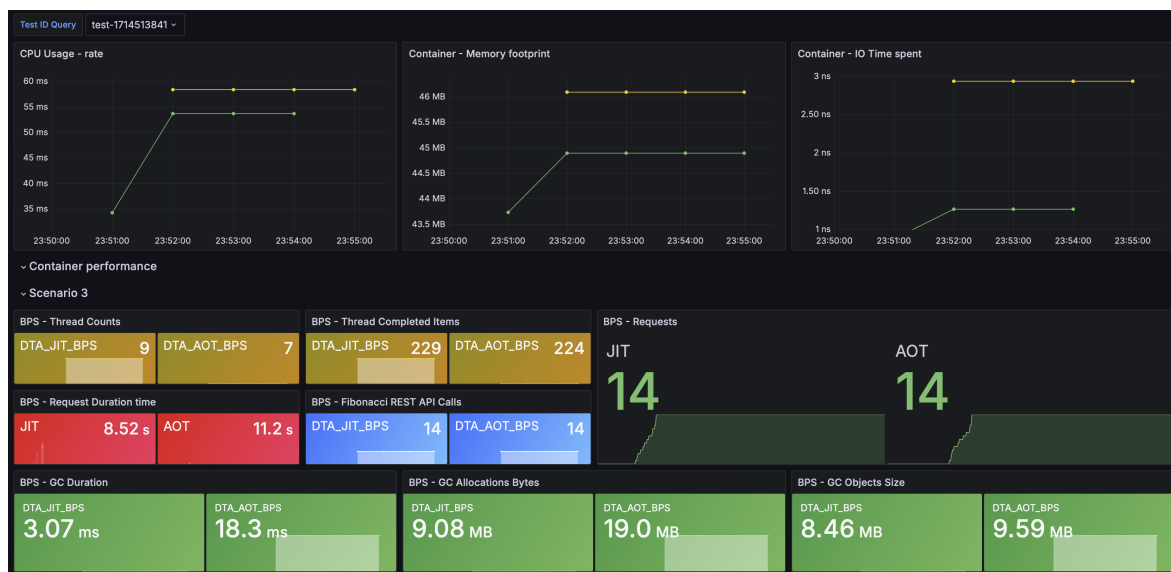 Test ID Query test-1714513841
CPU Usage - rate
60 ms
55 ms
50 ms
45 ms
40 ms
35 ms
23:50:00 23:51:00 23:52:00 23:53:00 23:54:00 23:55:00
Container - Memory footprint
46 MB
45.5 MB
45 MB
44.5 MB
44 MB
43.5 MB
23:50:00 23:51:00 23:52:00 23:53:00 23:54:00 23:55:00
Container - IO Time spent
3 ns
2.50 ns
2 ns
1.50 ns
1 ns
23:50:00 23:51:00 23:52:00 23:53:00 23:54:00 23:55:00
Container performance
Scenario 3
BPS - Thread Counts
DTA_JIT_BPS 9 DTA_AOT_BPS 7
BPS - Thread Completed Items
DTA_JIT_BPS 229 DTA_AOT_BPS 224
BPS - Requests
JIT
14
AOT
14
BPS - Request Duration time
JIT 8.52 s AOT 11.2 s
BPS - Fibonacci REST API Calls
DTA_JIT_BPS 14 DTA_AOT_BPS 14
BPS - GC Duration
DTA_JIT_BPS
3.07 ms
DTA_AOT_BPS
18.3 ms
BPS - GC Allocations Bytes
DTA_JIT_BPS
9.08 MB
DTA_AOT_BPS
19.0 MB
BPS - GC Objects Size
DTA_JIT_BPS
8.46 MB
DTA_AOT_BPS
9.59 MB